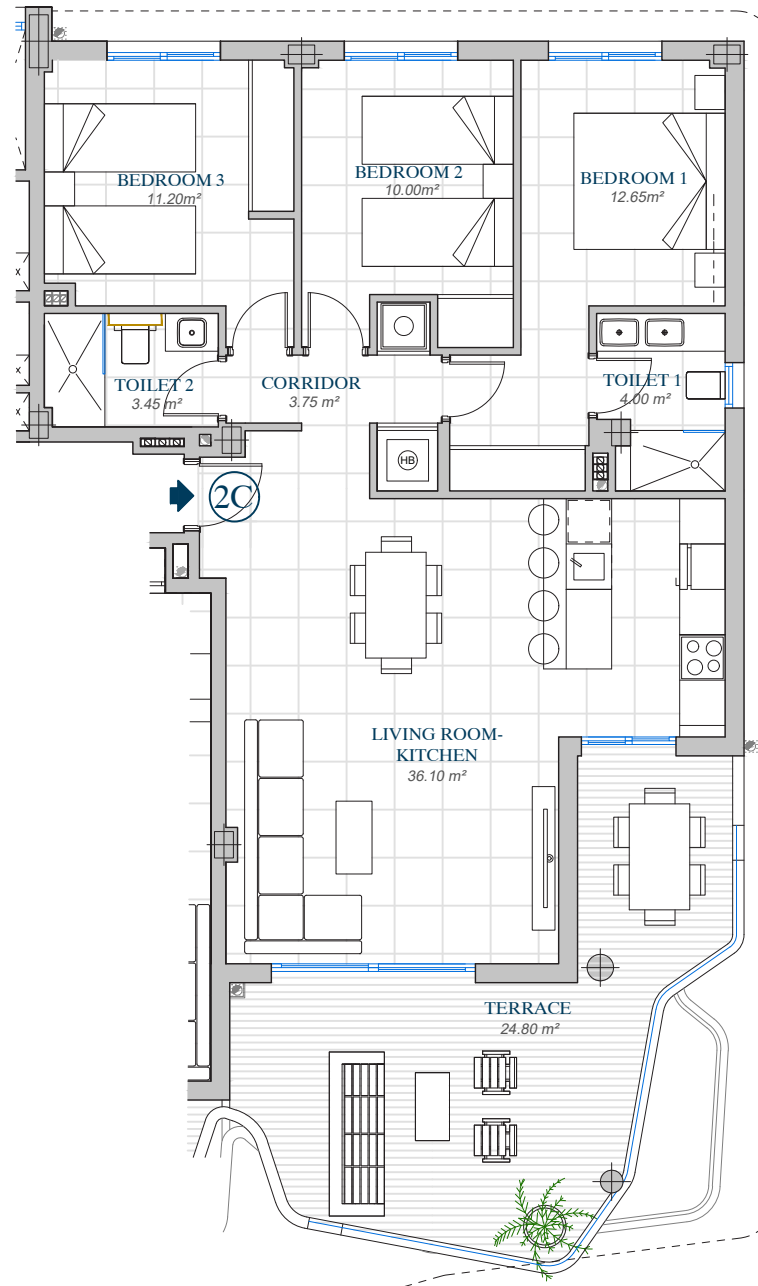 BEDROOM 3
11.20m²
BEDROOM 2
10.00m²
BEDROOM 1
12.65m²
TOILET 2
3.45 m²
CORRIDOR
3.75 m²
TOILET 1
4.00 m²
HB
2C
LIVING ROOM-
KITCHEN
36.10 m²
TERRACE
24.80 m²